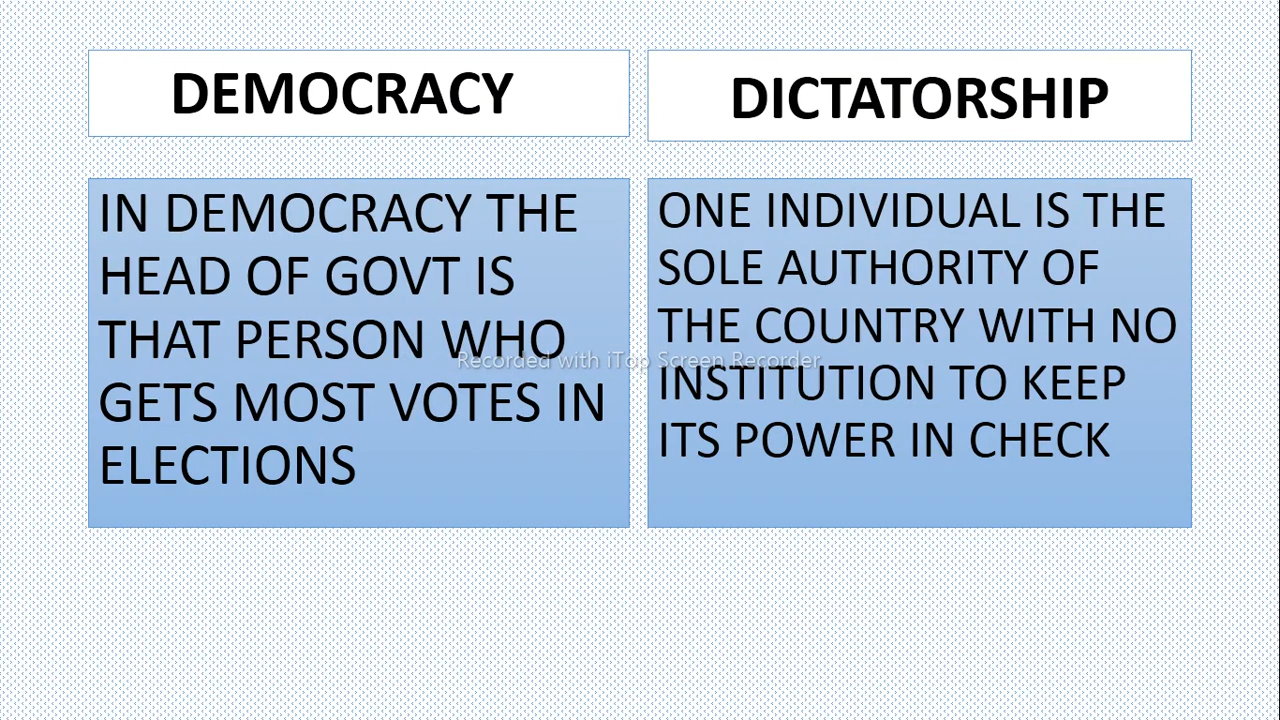 DEMOCRACY
IN DEMOCRACY THE
HEAD OF GOVT IS
THAT PERSON WHO
GETS MOST VOTES IN
ELECTIONS
DICTATORSHIP
ONE INDIVIDUAL IS THE
SOLE AUTHORITY OF
THE COUNTRY WITH NO
INSTITUTION TO KEEP
ITS POWER IN CHECK
Recorded with iTop Screen Recorder